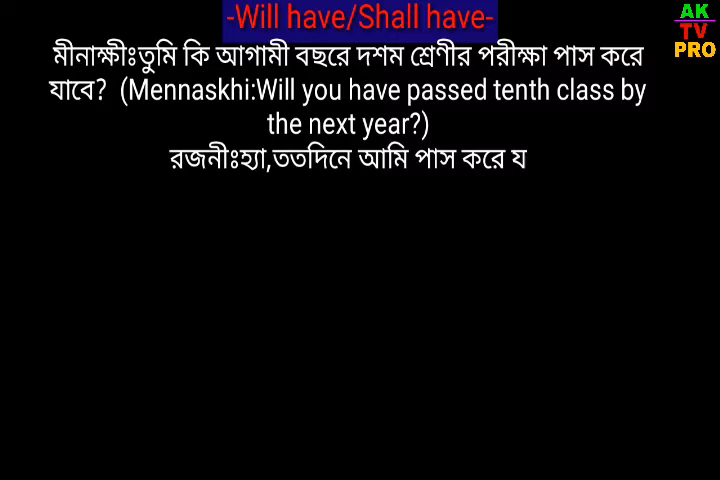 -Will have/Shall have-
AK
TV
PRO
মীনাক্ষীঃতুমি কি আগামী বছরে দশম শ্রেণীর পরীক্ষা পাস করে
যাবে? (Mennaskhi:Will you have passed tenth class by
the next year?)
রজনীঃহ্যা,ততদিনে আমি পাস করে য